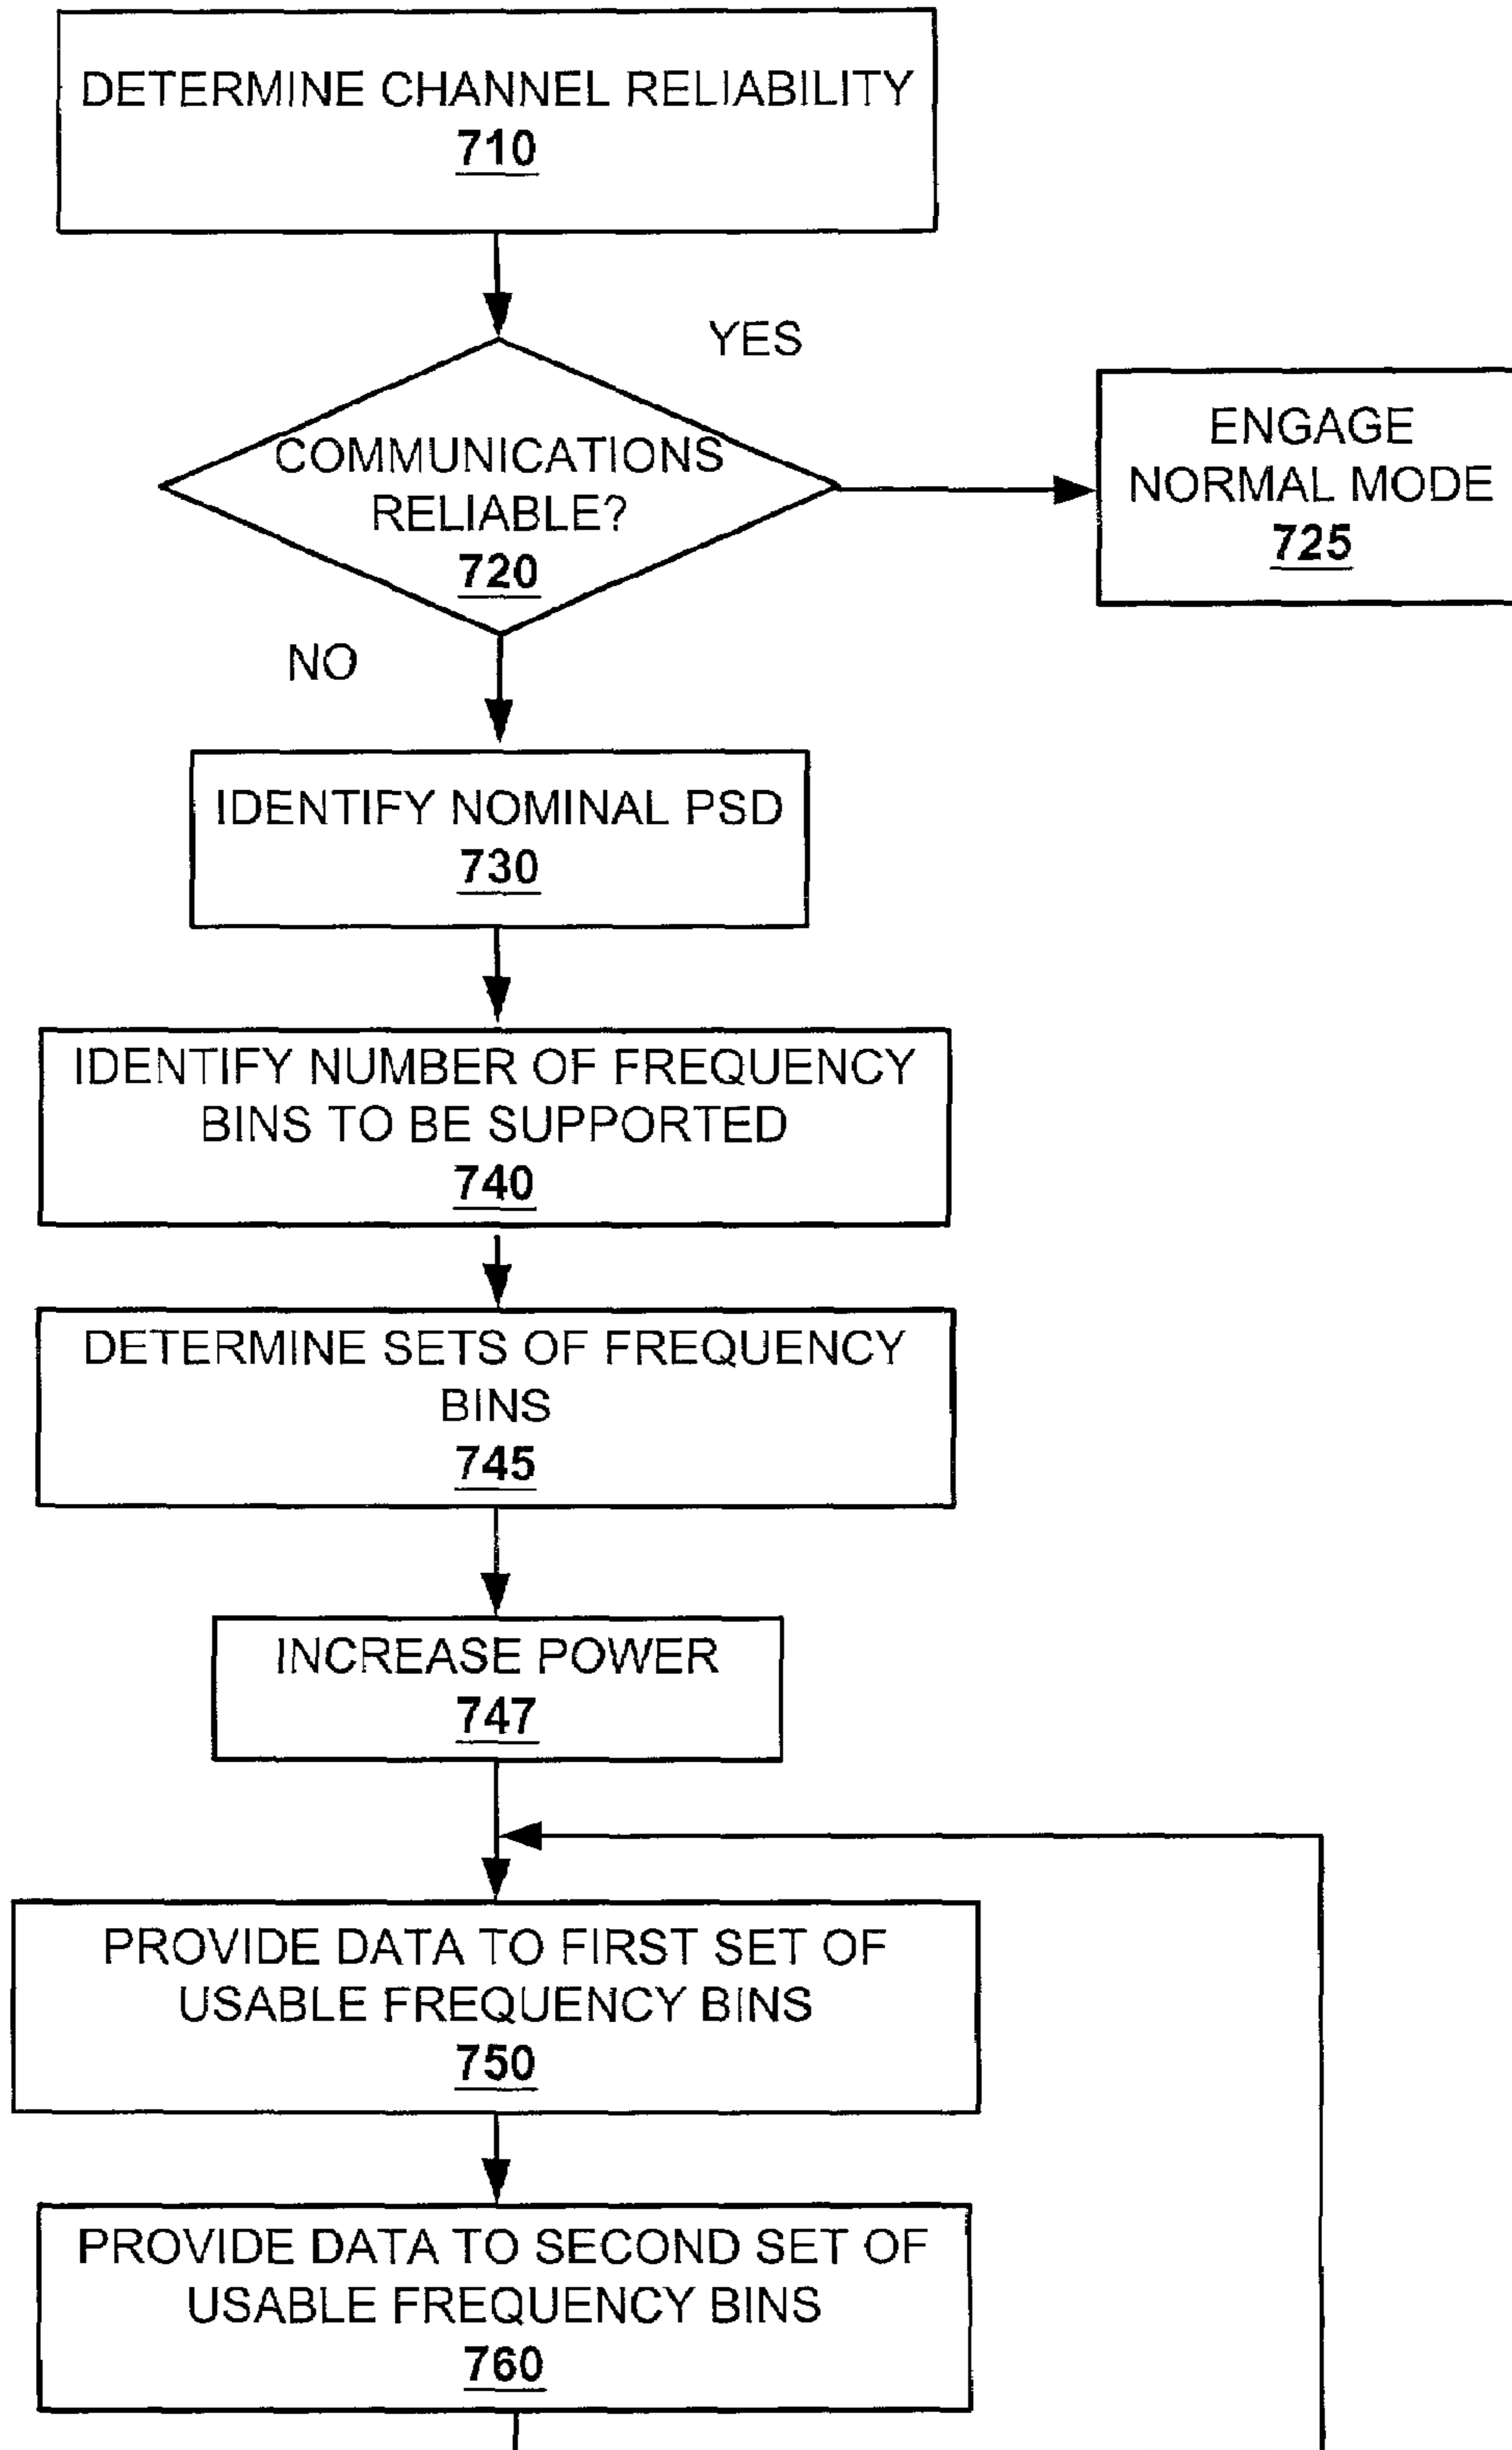 DETERMINE CHANNEL RELIABILITY
710
YES
COMMUNICATIONS
RELIABLE?
720
ENGAGE
NORMAL MODE
725
NO
IDENTIFY NOMINAL PSD
730
IDENTIFY NUMBER OF FREQUENCY
BINS TO BE SUPPORTED
740
DETERMINE SETS OF FREQUENCY
BINS
745
INCREASE POWER
747
PROVIDE DATA TO FIRST SET OF
USABLE FREQUENCY BINS
750
PROVIDE DATA TO SECOND SET OF
USABLE FREQUENCY BINS
760